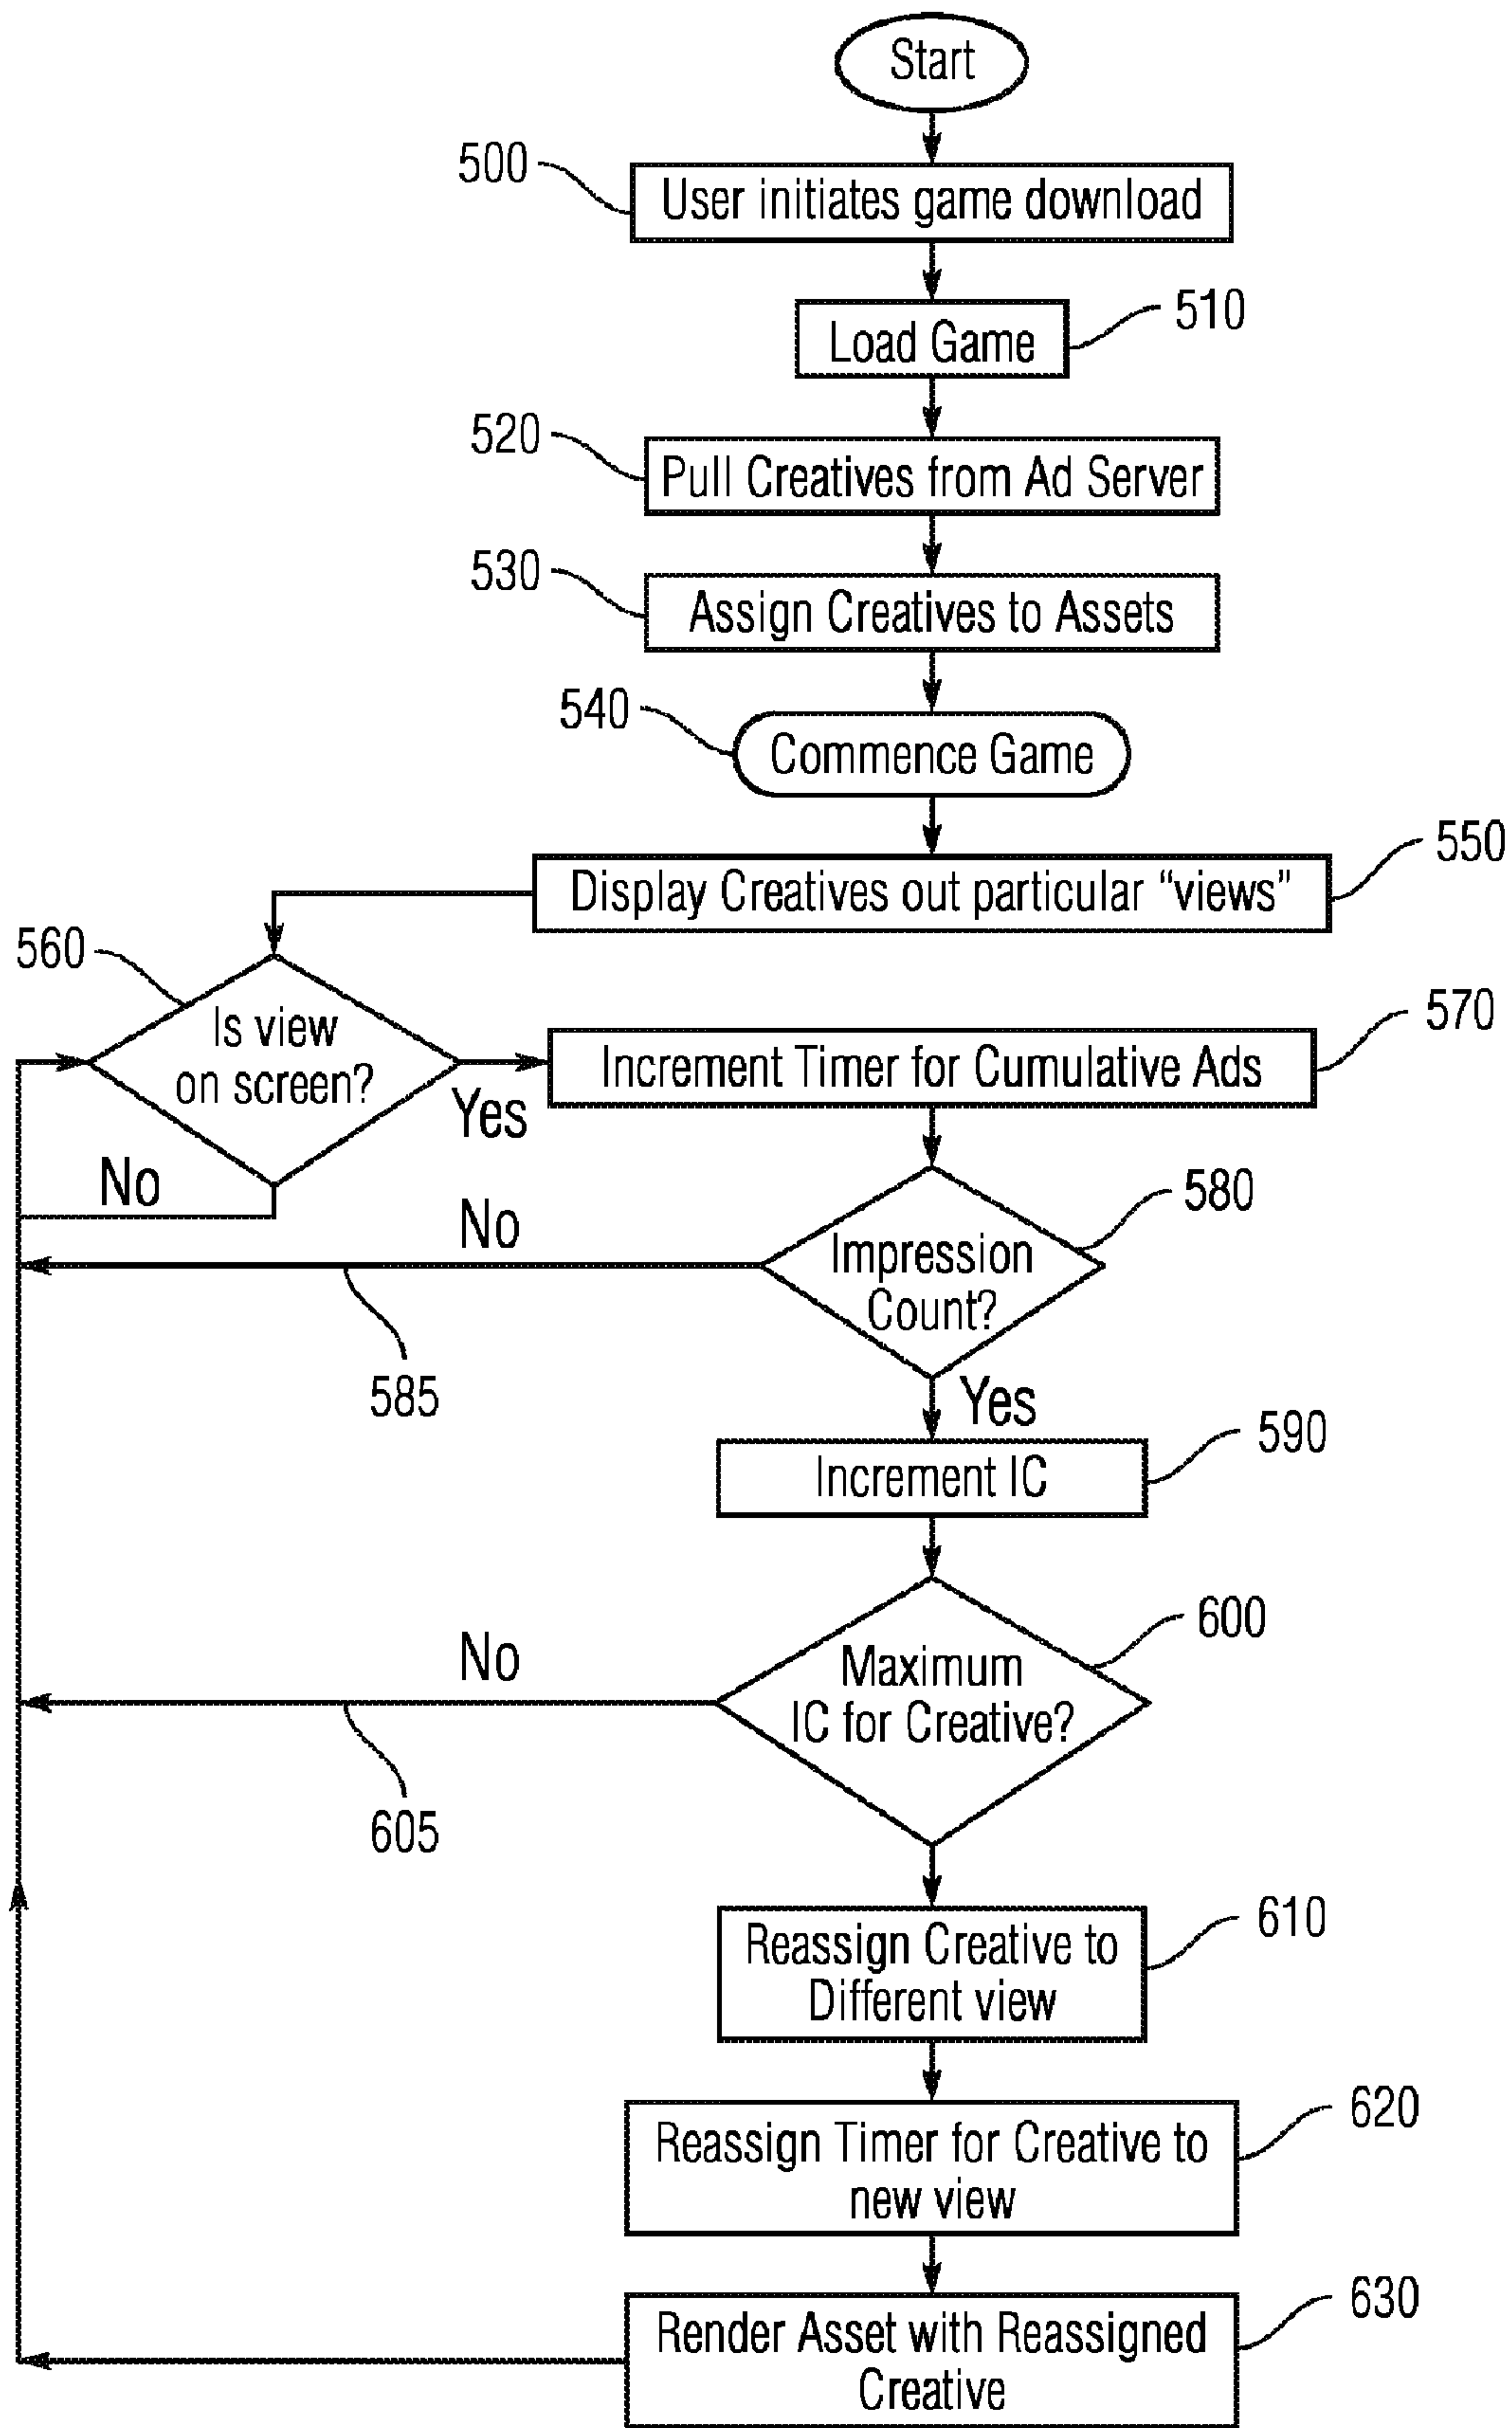 Start
500
User initiates game download
510
Load Game
520
Pull Creatives from Ad Server
530
Assign Creatives to Assets
540
Commence Game
550
Display Creatives out particular “views”
560
Is view
on screen?
Yes
No
570
Increment Timer for Cumulative Ads
580
Impression
Count?
No
585
Yes
590
Increment IC
600
Maximum
IC for Creative?
No
605
610
Reassign Creative to
Different view
620
Reassign Timer for Creative to
new view
630
Render Asset with Reassigned
Creative